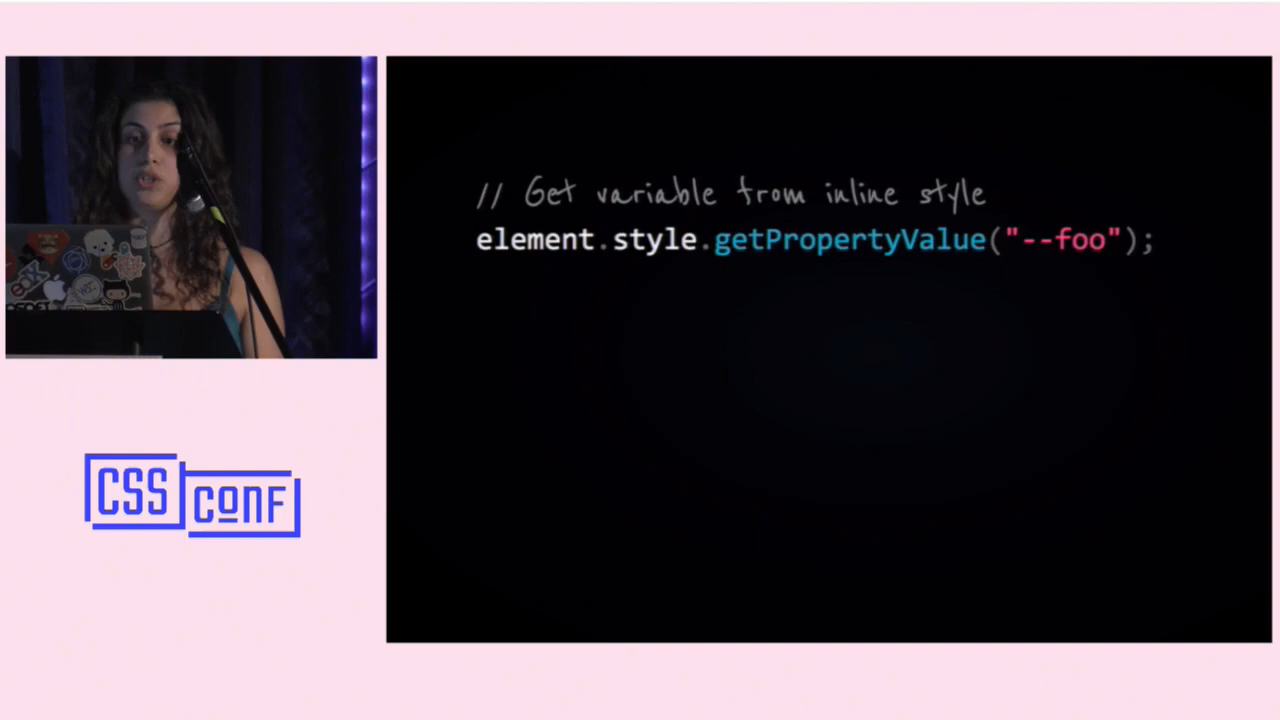 // Get variable from inline style
element.style.getPropertyValue("--foo");
CSS
conf